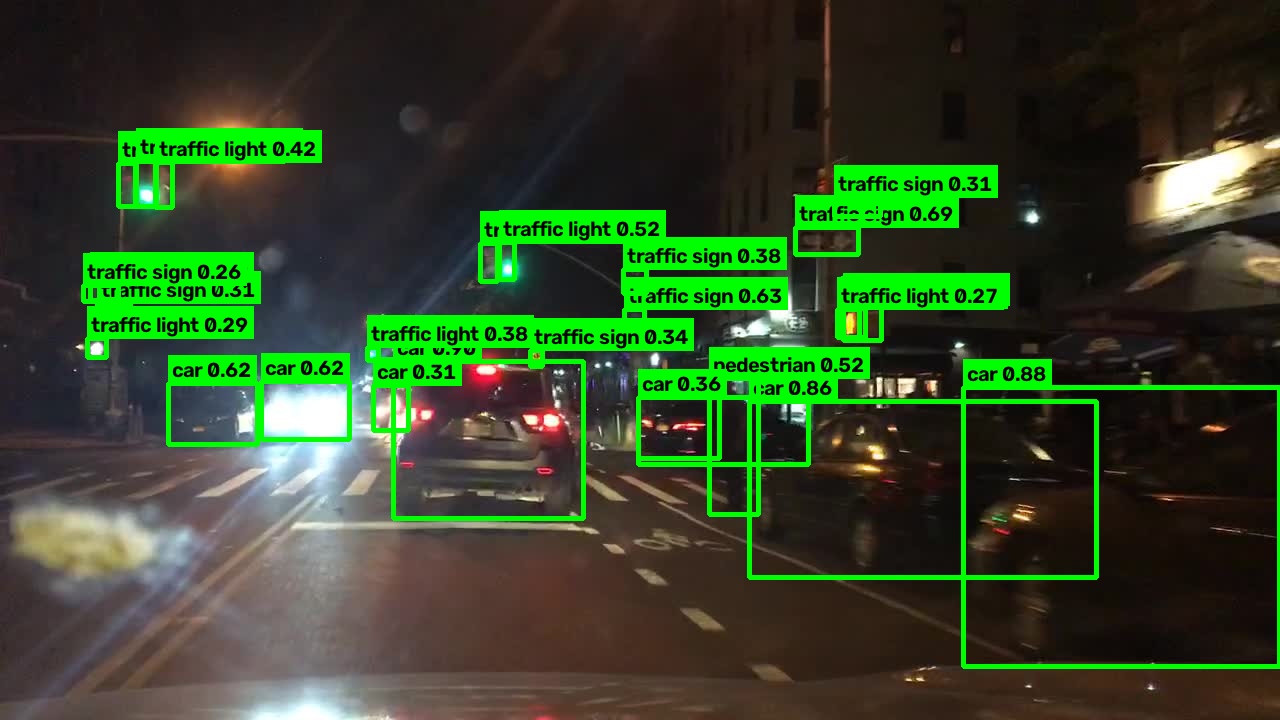 traffic light 0.42
traffic sign 0.31
traffic sign 0.69
traffic light 0.52
traffic sign 0.38
traffic sign 0.26
traffic sign 0.31
traffic sign 0.63
traffic light 0.27
traffic light 0.29
traffic light 0.38
traffic sign 0.34
car 0.90
car 0.62
car 0.62
car 0.31
pedestrian 0.52
car 0.36
car 0.86
car 0.88